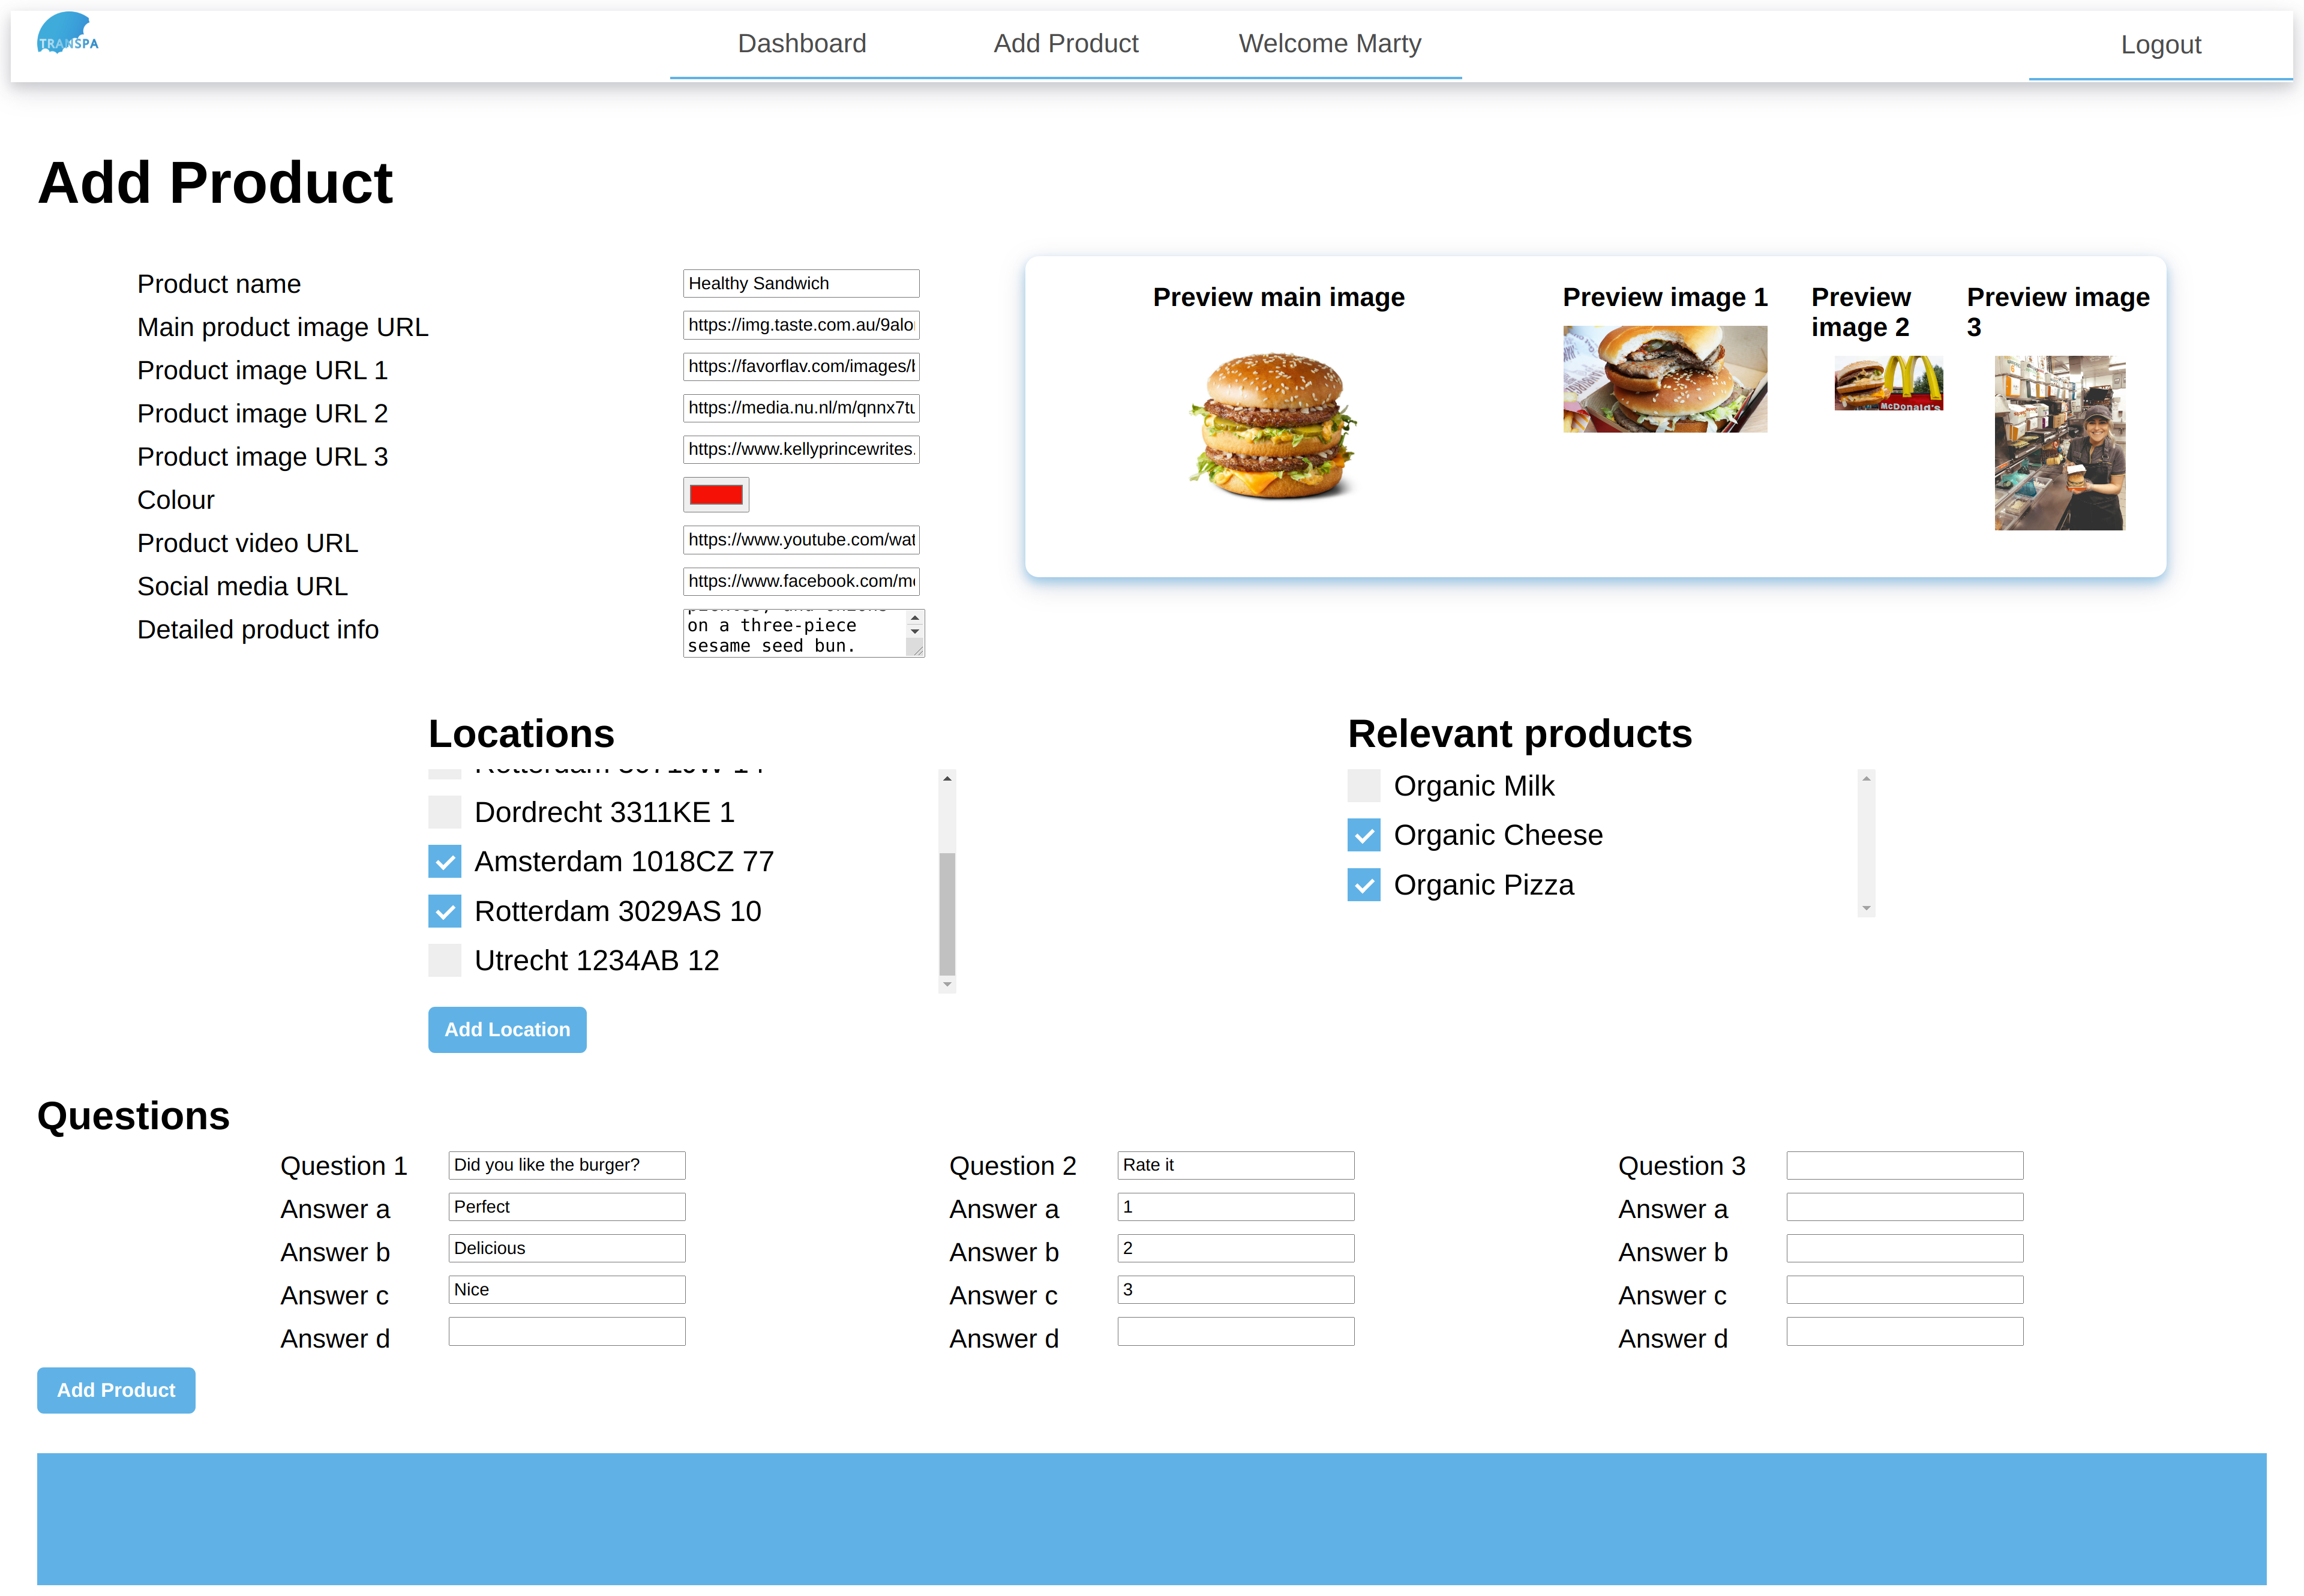 TRANSPA
Dashboard
Add Product
Welcome Marty
Logout
Add Product
Product name
Healthy Sandwich
Main product image URL
https://img.taste.com.au/9alo
Product image URL 1
https://favorflav.com/images/b
Product image URL 2
https://media.nu.nl/m/qnnx7tu
Product image URL 3
https://www.kellyprincewrites.
Colour
Product video URL
https://www.youtube.com/wat
Social media URL
https://www.facebook.com/m
Detailed product info
on a three-piece
sesame seed bun.
Preview main image
Preview image 1
Preview
image 2
McDonald's
Preview image
3
Locations
Dordrecht 3311KE 1
Amsterdam 1018CZ 77
Rotterdam 3029AS 10
Utrecht 1234AB 12
Add Location
Relevant products
Organic Milk
Organic Cheese
Organic Pizza
Questions
Question 1
Did you like the burger?
Answer a
Perfect
Answer b
Delicious
Answer c
Nice
Answer d
Question 2
Rate it
Answer a
1
Answer b
2
Answer c
3
Answer d
Question 3
Answer a
Answer b
Answer c
Answer d
Add Product